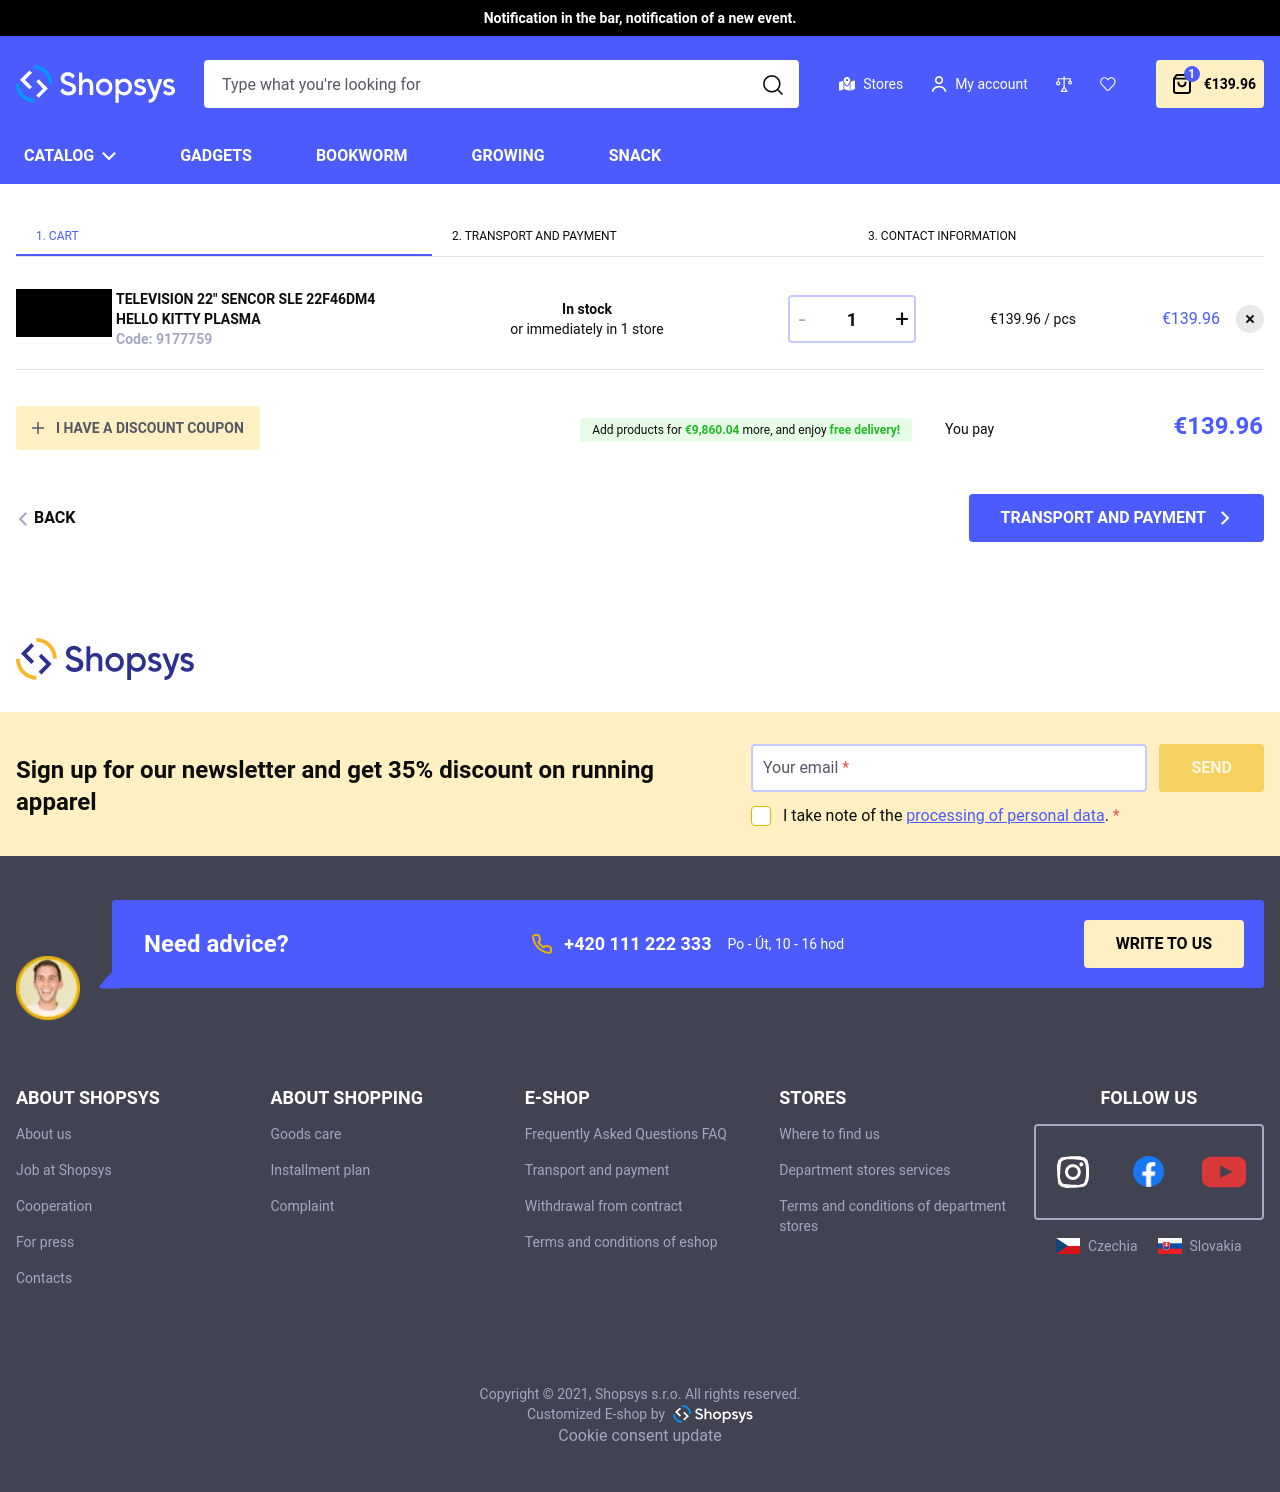 Notification in the bar, notification of a new event.
Shopsys
Type what you're looking for
Stores
My account
1
€139.96
CATALOG
GADGETS
BOOKWORM
GROWING
SNACK
1. CART
2. TRANSPORT AND PAYMENT
3. CONTACT INFORMATION
TELEVISION 22" SENCOR SLE 22F46DM4
HELLO KITTY PLASMA
Code: 9177759
In stock
or immediately in 1 store
- 1 +
€139.96 / pcs
€139.96
I HAVE A DISCOUNT COUPON
Add products for €9,860.04 more, and enjoy free delivery!
You pay
€139.96
BACK
TRANSPORT AND PAYMENT
Shopsys
Sign up for our newsletter and get 35% discount on running
apparel
Your email *
SEND
I take note of the processing of personal data. *
Need advice?
+420 111 222 333
Po - Út, 10 - 16 hod
WRITE TO US
ABOUT SHOPSYS
About us
Job at Shopsys
Cooperation
For press
Contacts
ABOUT SHOPPING
Goods care
Installment plan
Complaint
E-SHOP
Frequently Asked Questions FAQ
Transport and payment
Withdrawal from contract
Terms and conditions of eshop
STORES
Where to find us
Department stores services
Terms and conditions of department
stores
FOLLOW US
Czechia
Slovakia
Copyright © 2021, Shopsys s.r.o. All rights reserved.
Customized E-shop by Shopsys
Cookie consent update